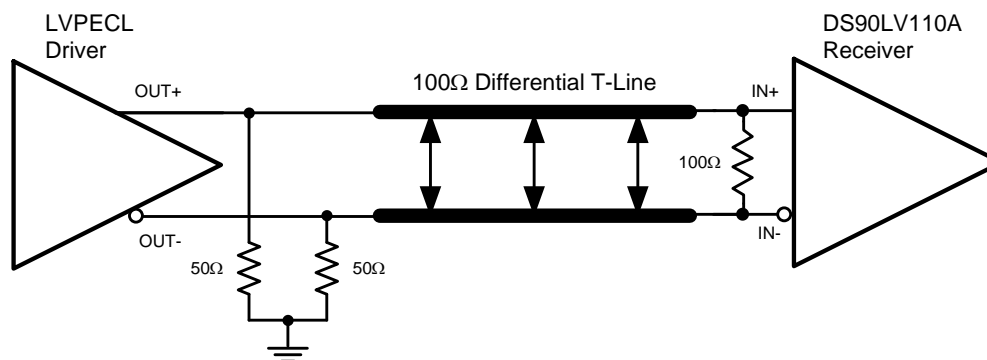 LVPECL
Driver
DS90LV110A
Receiver
100Ω Differential T-Line
OUT+
IN+
100Ω
OUT-
IN-
50Ω
50Ω